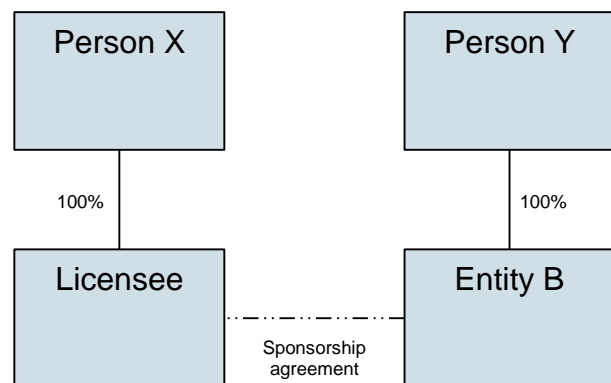 Person X
Person Y
100%
100%
Licensee
Entity B
Sponsorship
agreement